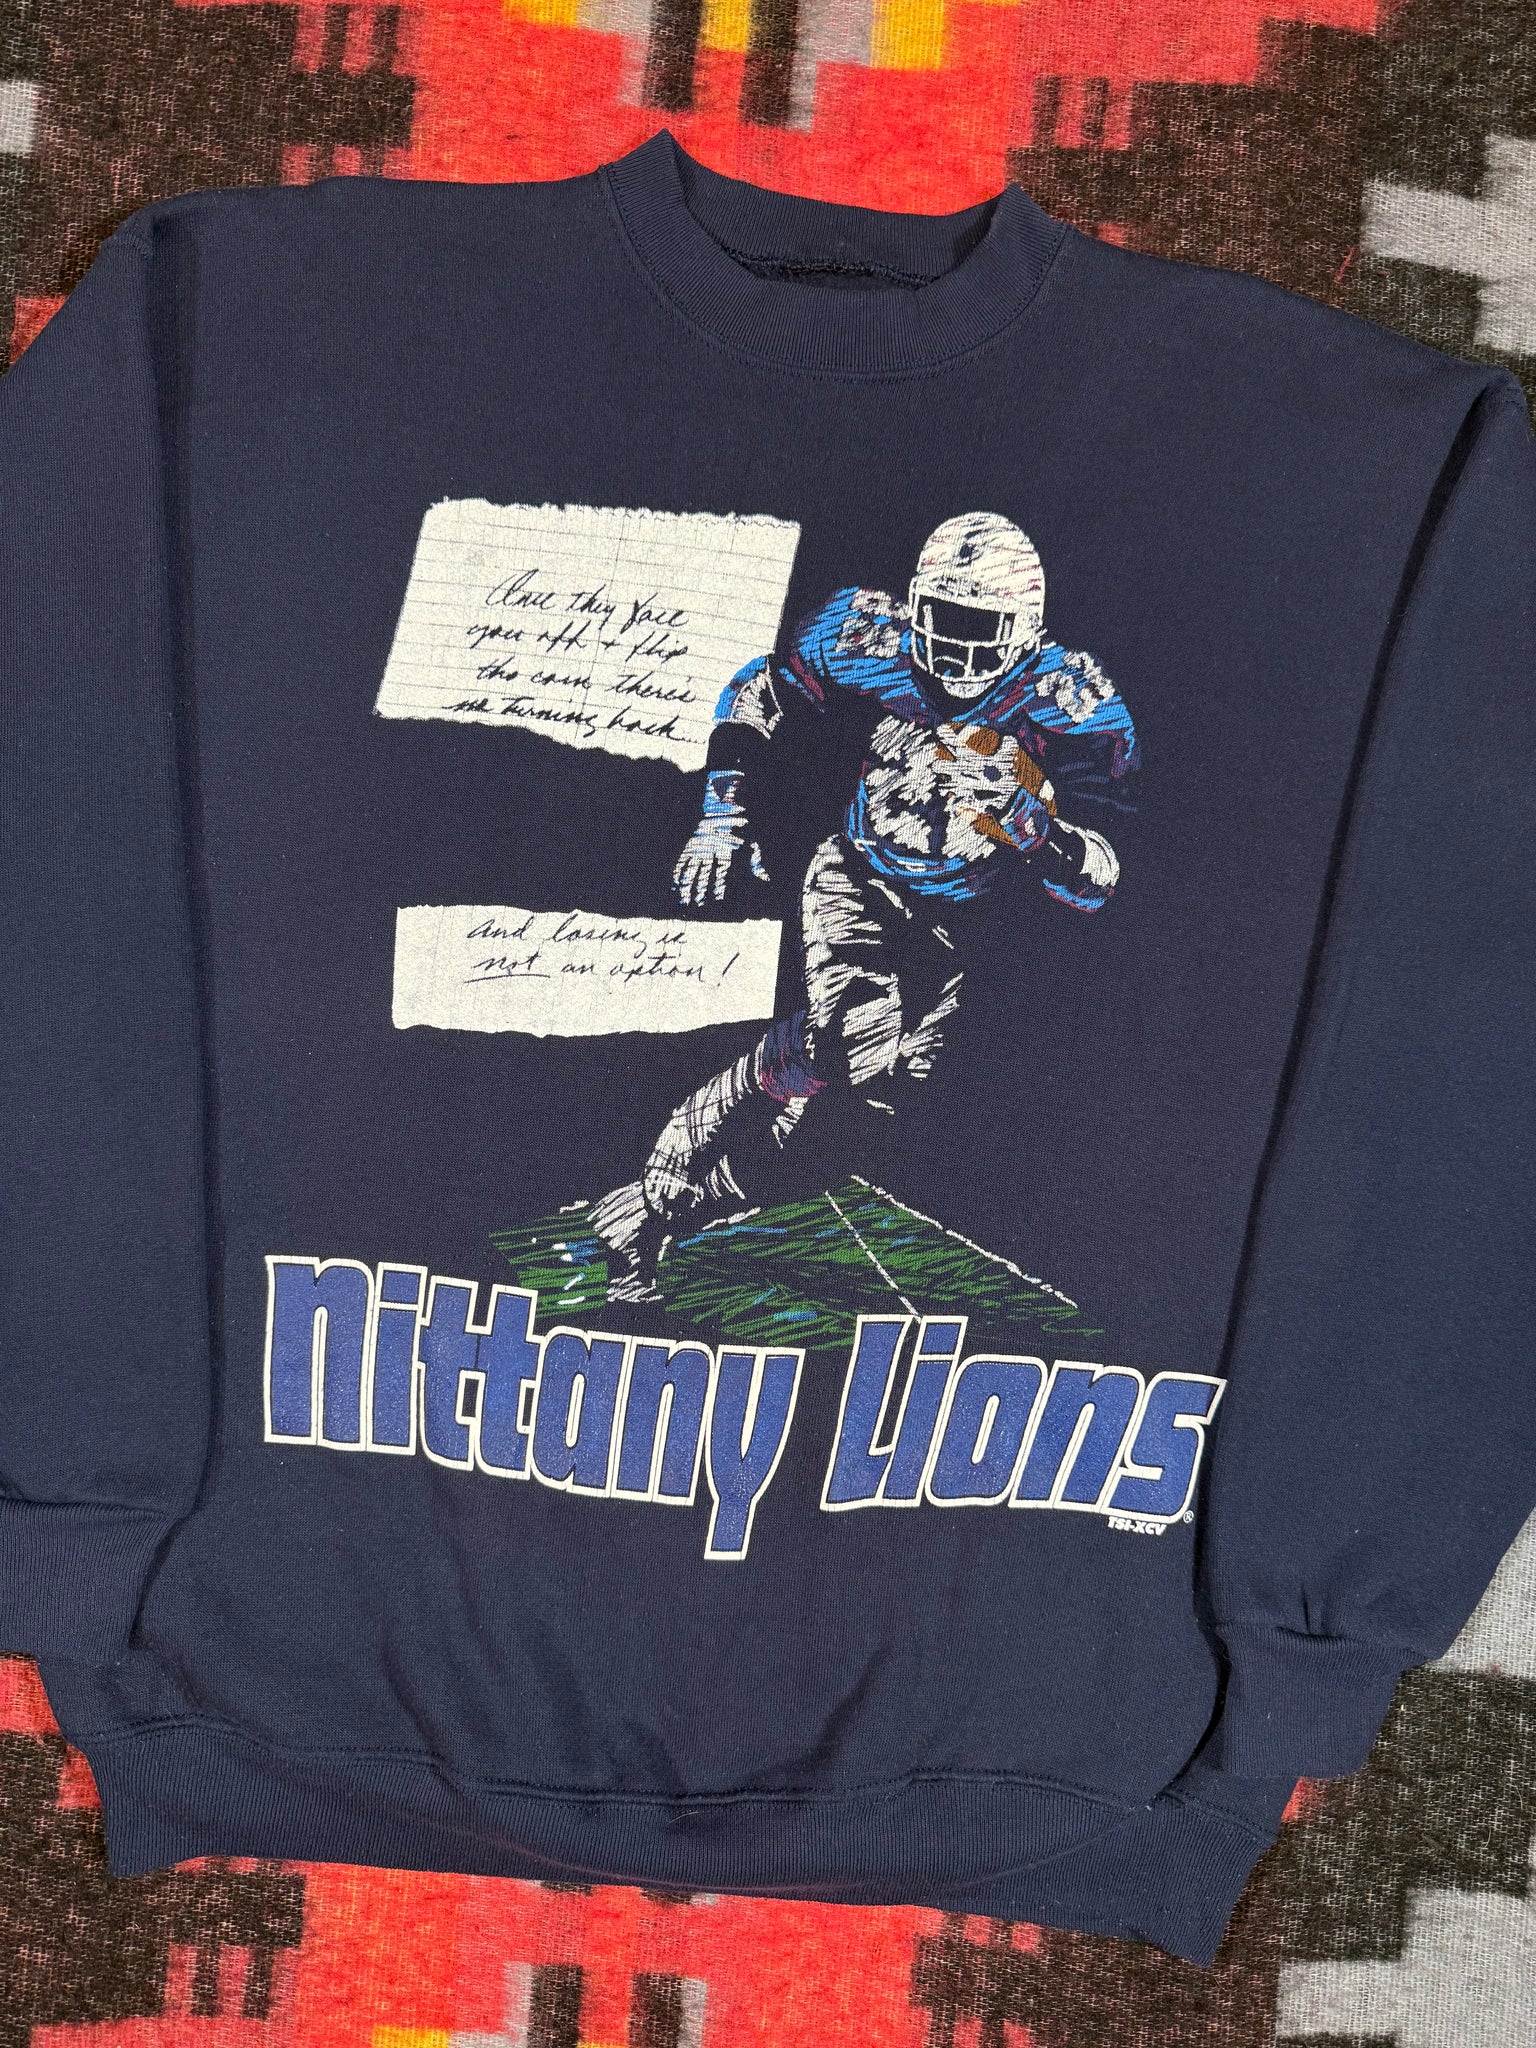 Once they face
you off + flip
the coin there's
no turning back....
and losing is
not an option!
Nittany Lions®
TSI-XCV